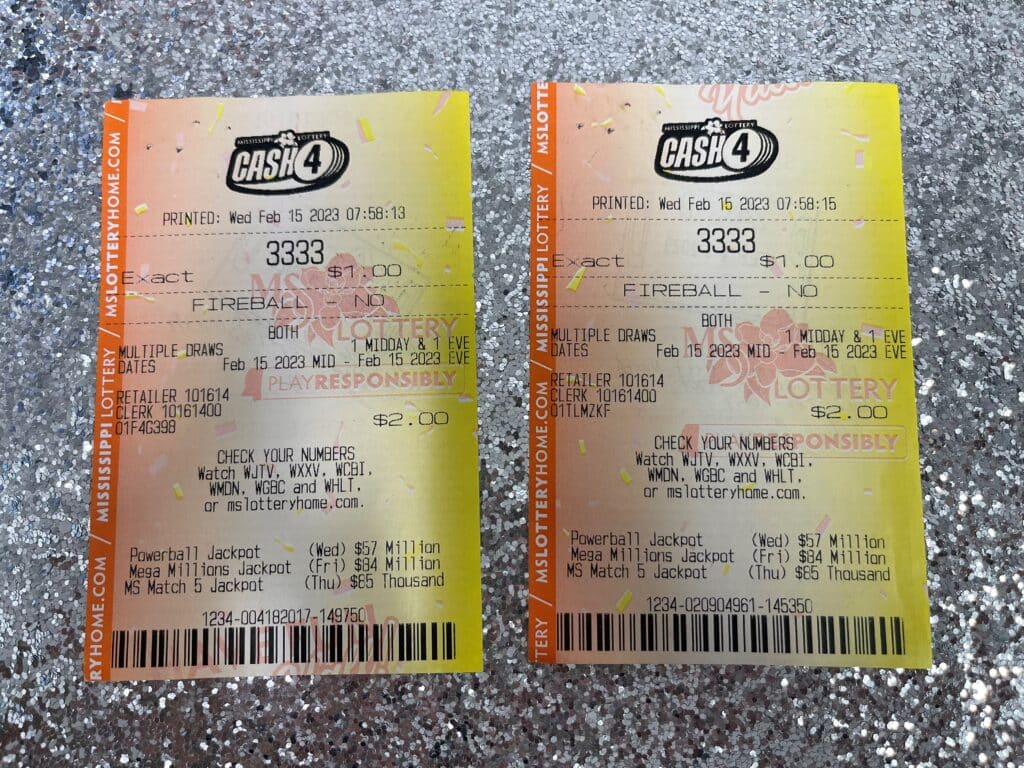 MISSISSIPPI LOTTERY
CASH 4
PRINTED: Wed Feb 15 2023 07:58:13
3333
Exact $1.00
FIREBALL - NO
BOTH
MULTIPLE DRAWS 1 MIDDAY & 1 EVE
DATES Feb 15 2023 MID - Feb 15 2023 EVE
MS LOTTERY
PLAY RESPONSIBLY
RETAILER 101614
CLERK 10161400
01F4G398 $2.00
CHECK YOUR NUMBERS
Watch WJTV, WXXV, WCBI,
WMDN, WGBC and WHLT,
or mslotteryhome.com.
Powerball Jackpot (Wed) $57 Million
Mega Millions Jackpot (Fri) $84 Million
MS Match 5 Jackpot (Thu) $85 Thousand
1234-004182017-149750
RYHOME.COM / MISSISSIPPI LOTTERY / MSLOTTERYHOME.COM /
MISSISSIPPI LOTTERY
CASH 4
PRINTED: Wed Feb 15 2023 07:58:15
3333
Exact $1.00
FIREBALL - NO
BOTH
MULTIPLE DRAWS 1 MIDDAY & 1 EVE
DATES Feb 15 2023 MID - Feb 15 2023 EVE
MS LOTTERY
RETAILER 101614
CLERK 10161400
01TLMZKF $2.00
PLAY RESPONSIBLY
CHECK YOUR NUMBERS
Watch WJTV, WXXV, WCBI,
WMDN, WGBC and WHLT,
or mslotteryhome.com.
Powerball Jackpot (Wed) $57 Million
Mega Millions Jackpot (Fri) $84 Million
MS Match 5 Jackpot (Thu) $85 Thousand
1234-020904961-145350
TERY / MSLOTTERYHOME.COM / MISSISSIPPI LOTTERY / MSLOTTE